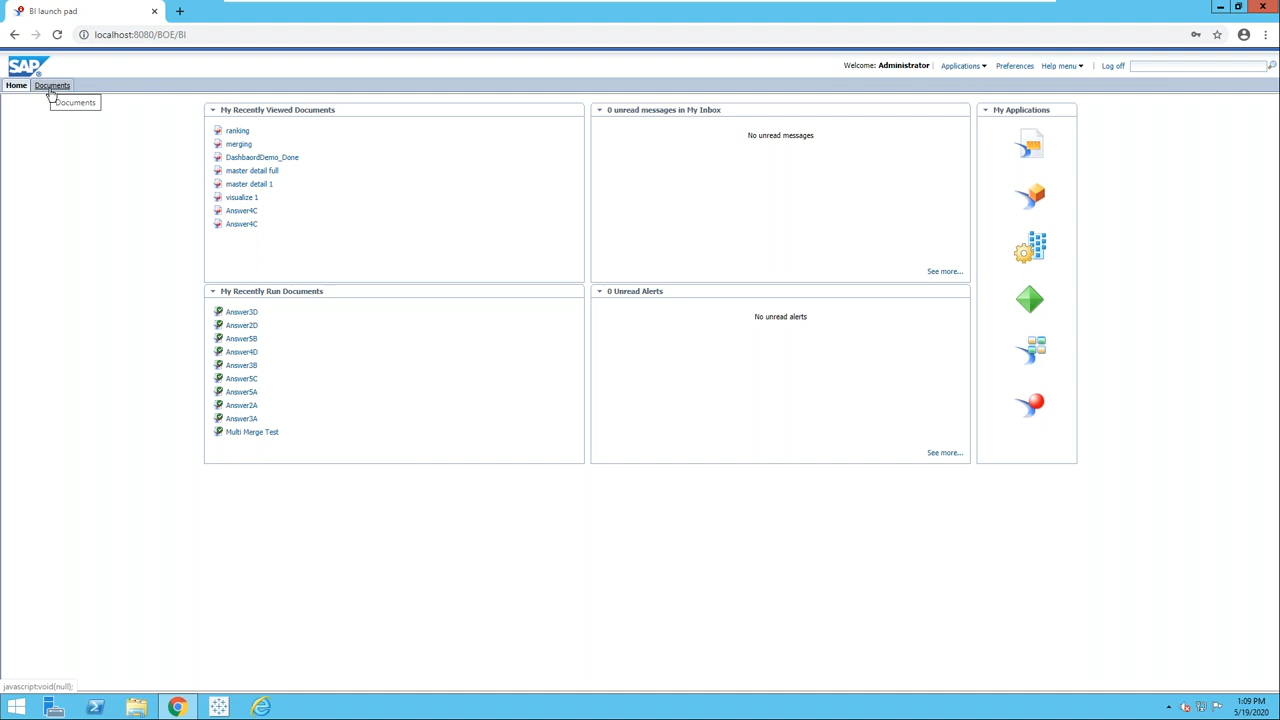 BI launch pad
localhost:8080/BOE/BI
SAP
Welcome: Administrator
Applications
Preferences
Help menu
Log off
Home
Documents
Documents
My Recently Viewed Documents
ranking
merging
DashbaordDemo_Done
master detail full
master detail 1
visualize 1
Answer4C
Answer4C
0 unread messages in My Inbox
No unread messages
See more...
My Applications
My Recently Run Documents
Answer3D
Answer2D
Answer5B
Answer4D
Answer3B
Answer5C
Answer5A
Answer2A
Answer3A
Multi Merge Test
0 Unread Alerts
No unread alerts
See more...
javascript:void(null);
1:09 PM
5/19/2020